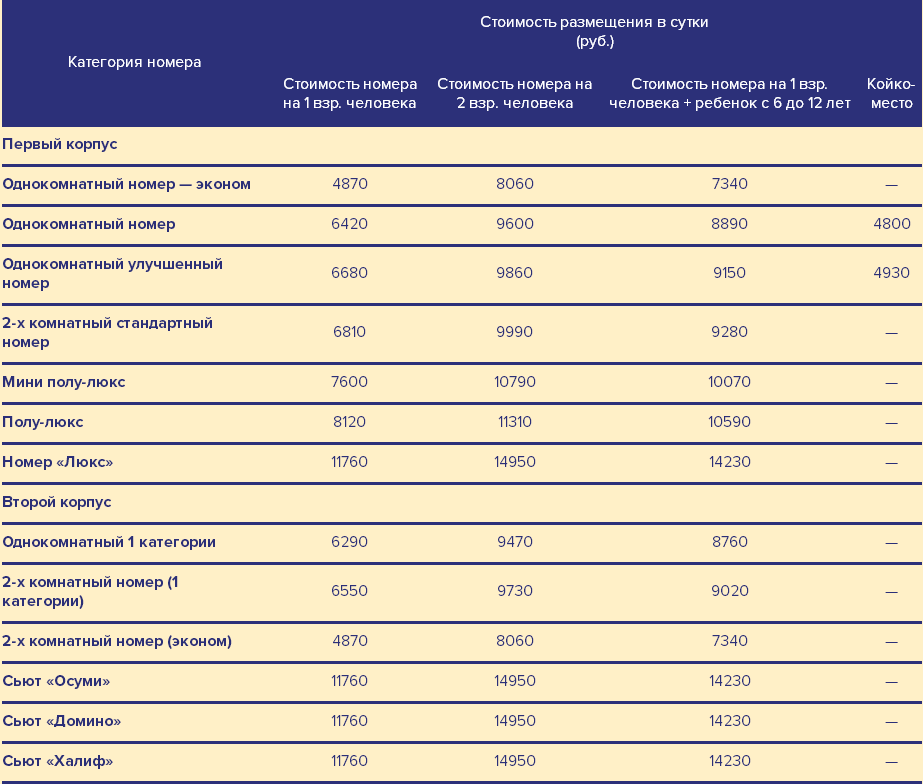 Категория номера
Стоимость размещения в сутки
(руб.)
Стоимость номера
на 1 взр. человека
Стоимость номера на
2 взр. человека
Стоимость номера на 1 взр.
человека + ребенок с 6 до 12 лет
Койко-
место
Первый корпус
Однокомнатный номер — эконом 4870 8060 7340 —
Однокомнатный номер 6420 9600 8890 4800
Однокомнатный улучшенный
номер 6680 9860 9150 4930
2-х комнатный стандартный
номер 6810 9990 9280 —
Мини полу-люкс 7600 10790 10070 —
Полу-люкс 8120 11310 10590 —
Номер «Люкс» 11760 14950 14230 —
Второй корпус
Однокомнатный 1 категории 6290 9470 8760 —
2-х комнатный номер (1
категории) 6550 9730 9020 —
2-х комнатный номер (эконом) 4870 8060 7340 —
Сьют «Осуми» 11760 14950 14230 —
Сьют «Домино» 11760 14950 14230 —
Сьют «Халиф» 11760 14950 14230 —